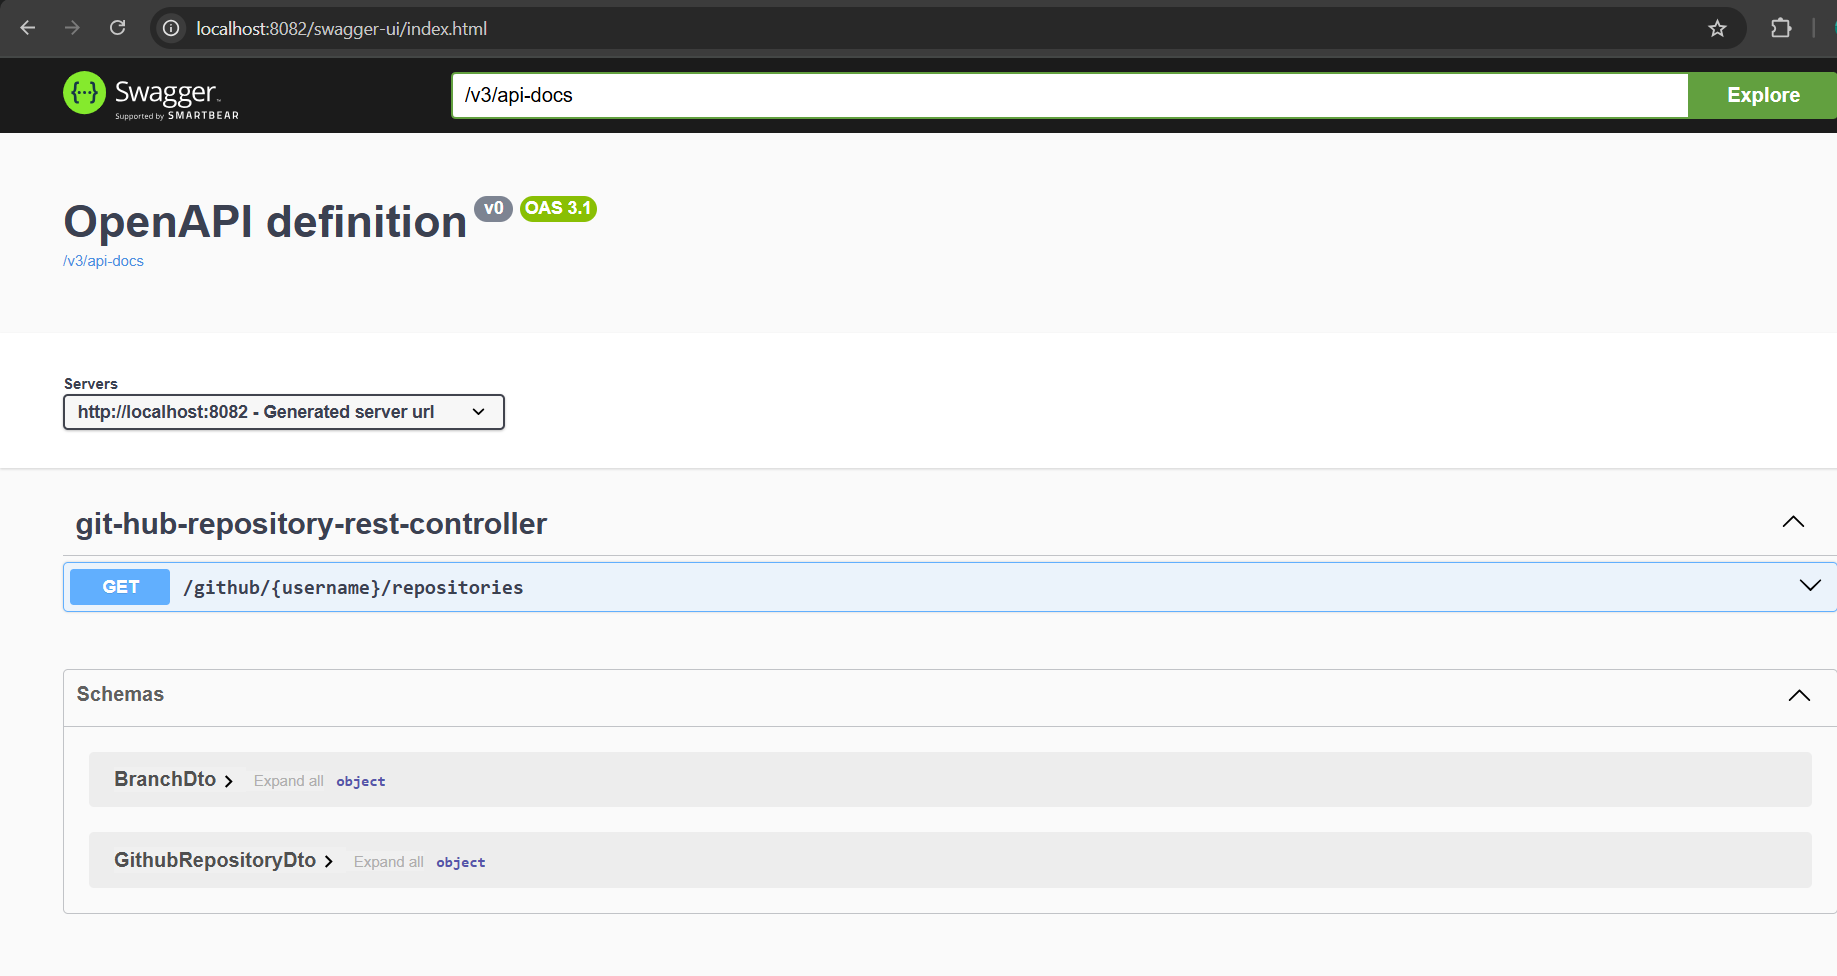 localhost:8082/swagger-ui/index.html
{···} Swagger™
Supported by SMARTBEAR
/v3/api-docs
Explore
OpenAPI definition v0 OAS 3.1
/v3/api-docs
Servers
http://localhost:8082 - Generated server url
git-hub-repository-rest-controller
GET /github/{username}/repositories
Schemas
BranchDto Expand all object
GithubRepositoryDto Expand all object